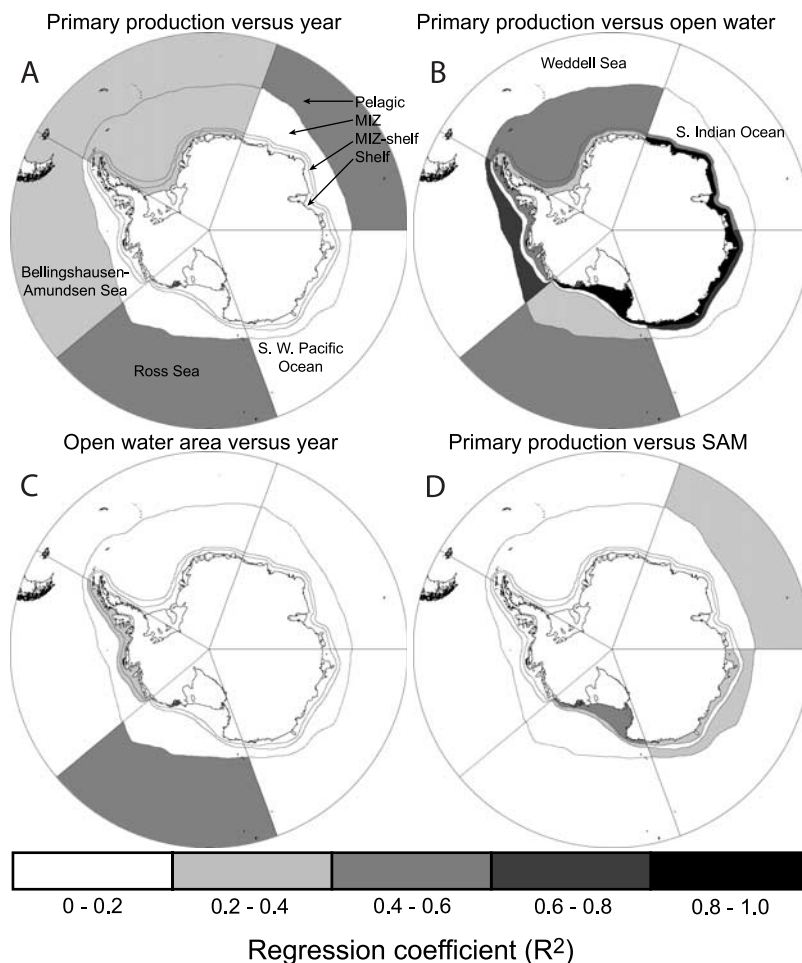 Primary production versus year
Primary production versus open water
A
Pelagic
MIZ
MIZ-shelf
Shelf
Bellingshausen-
Amundsen Sea
Ross Sea
S. W. Pacific
Ocean
B
Weddell Sea
S. Indian Ocean
Open water area versus year
Primary production versus SAM
C
D
0 - 0.2
0.2 - 0.4
0.4 - 0.6
0.6 - 0.8
0.8 - 1.0
Regression coefficient (R²)